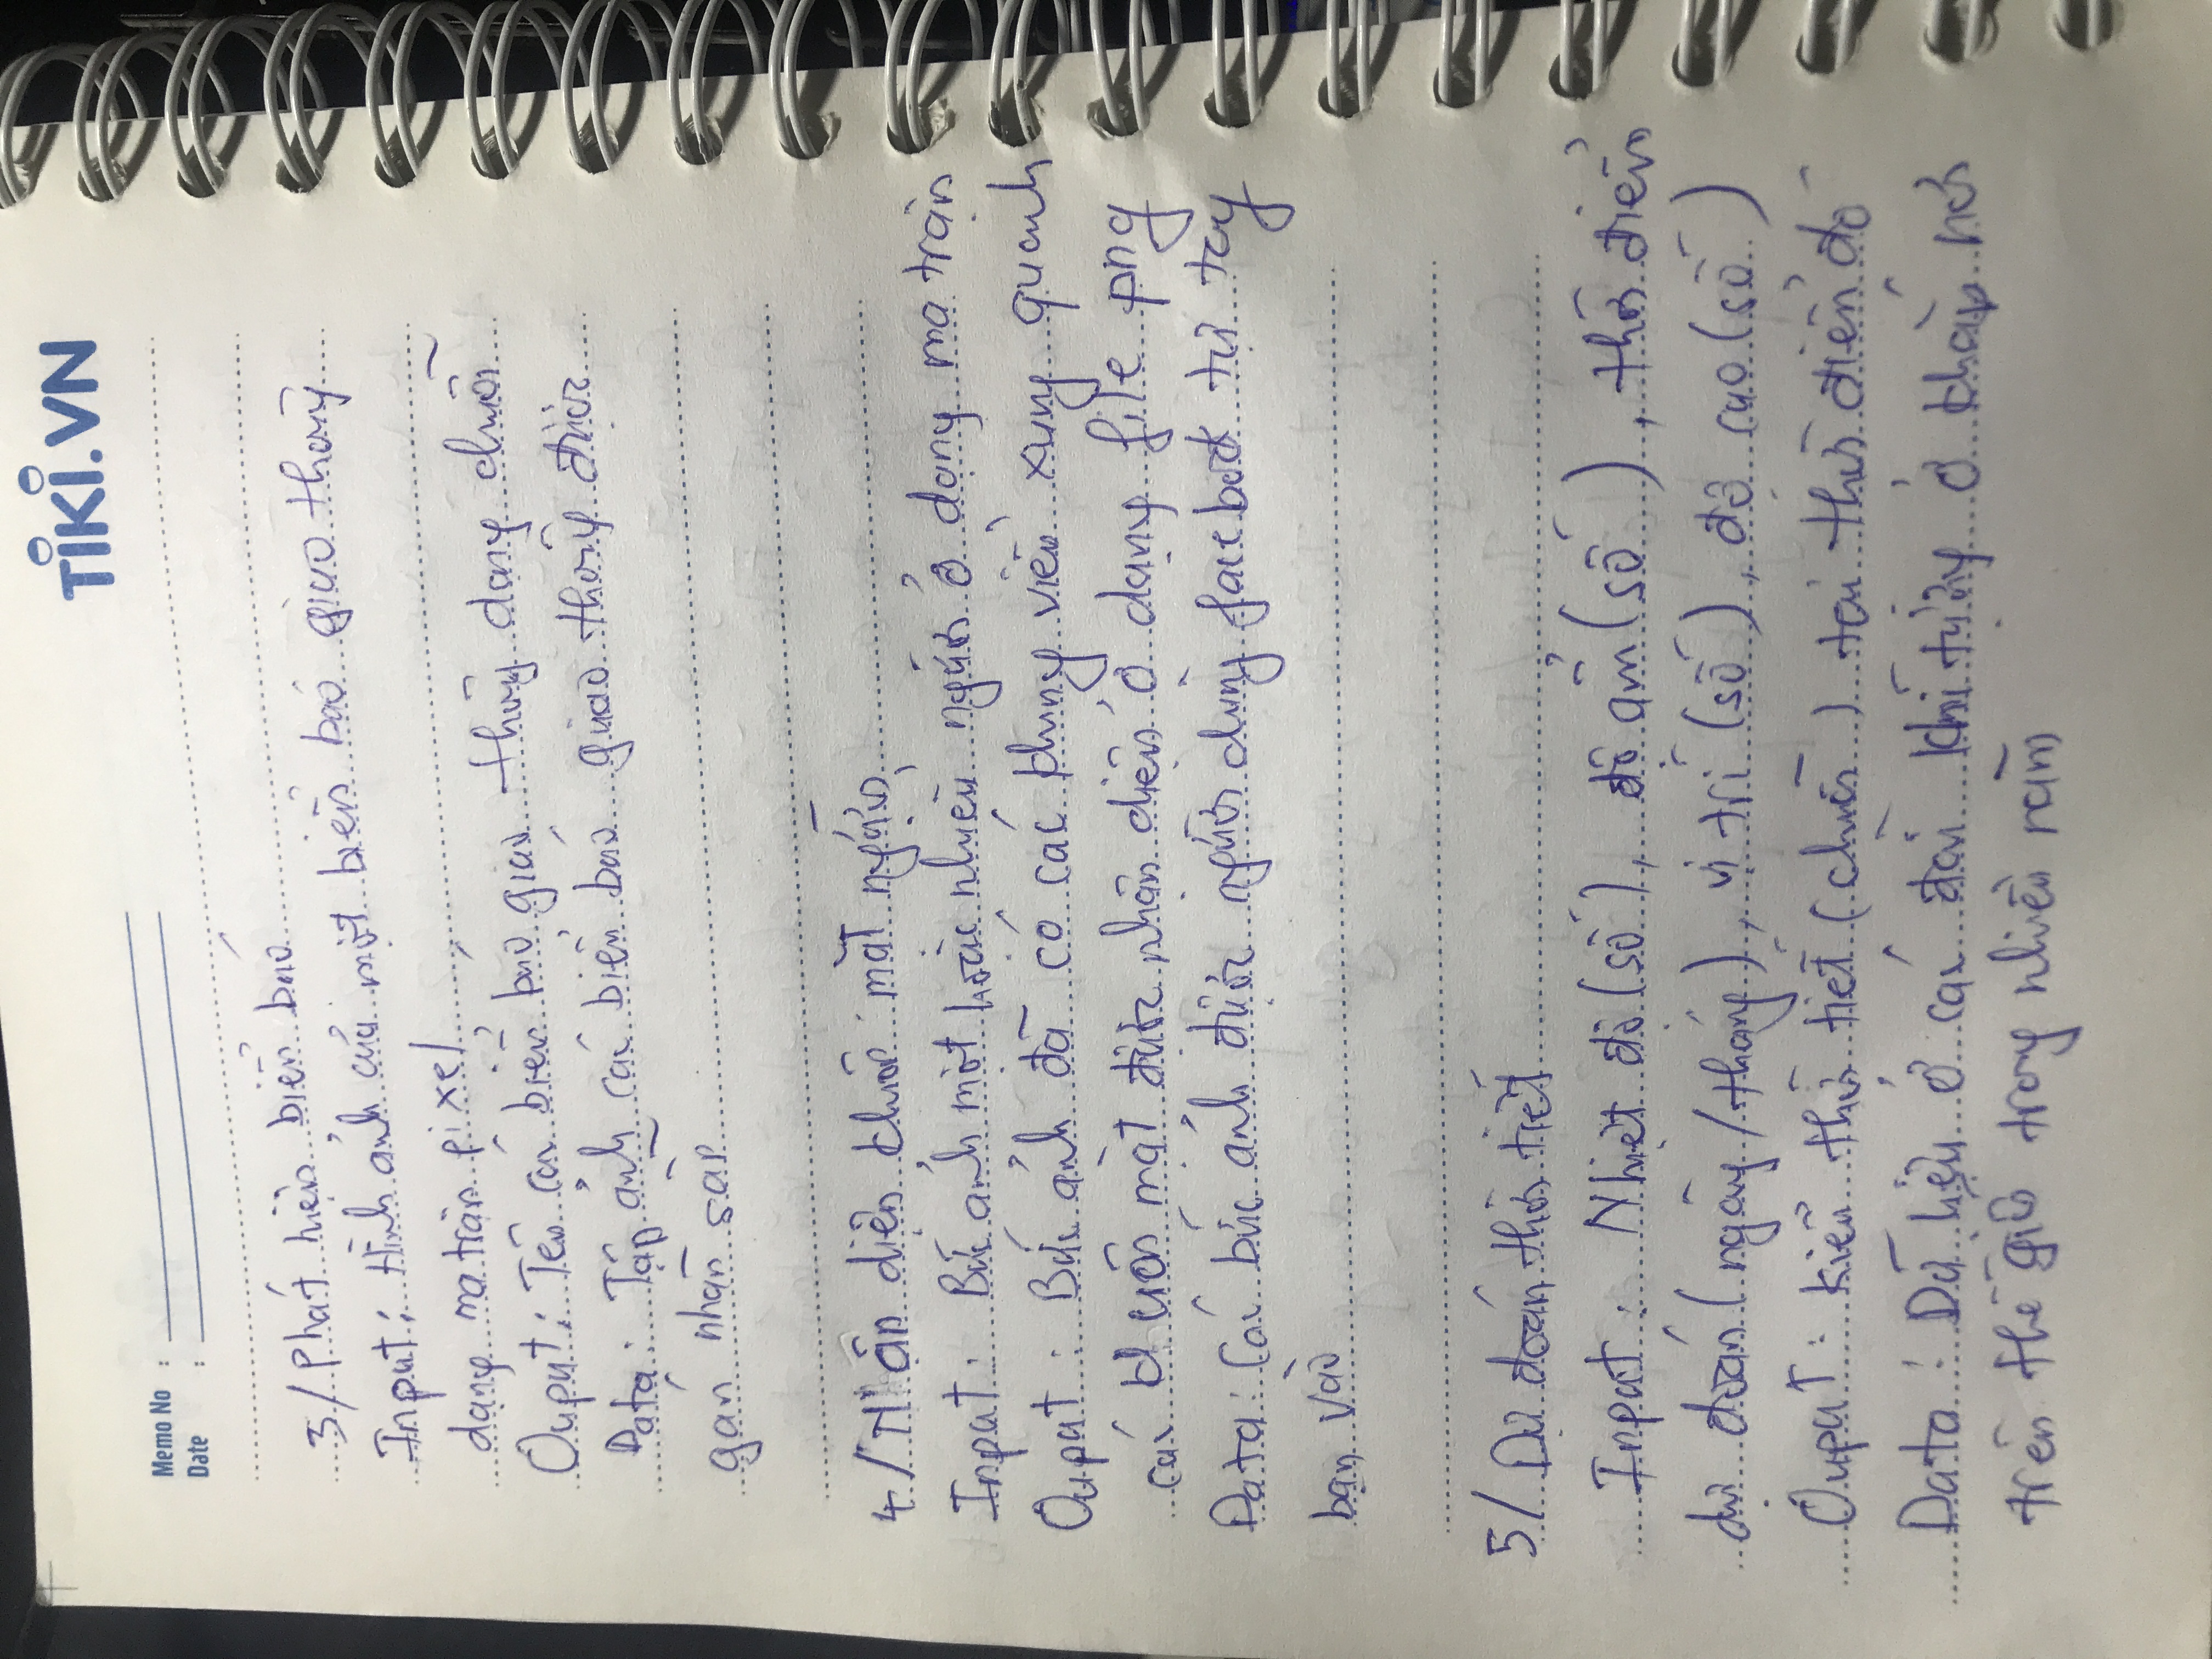 TiKi.VN
Memo No :
Date :
3/ Phát hiện biển báo
Input: Hình ảnh của một biển báo giao thông
dạng ma trận pixel
Ouput: Tên các biển báo giao thông dạng chuỗi
Data: Tập ảnh các biển báo giao thông được
gán nhãn sẵn
4/ Nhận diện khuôn mặt người
Input: Bức ảnh một hoặc nhiều người ở dạng ma trận
Ouput: Bức ảnh đã có các khung viền xung quanh
các khuôn mặt được nhận diện ở dạng file png
Data: Các bức ảnh được người dùng facebook tự tay
bạn vào
5/ Dự đoán thời tiết
Input: Nhiệt độ (số), độ ẩm (số), thời điểm
dự đoán (ngày/tháng), vị trí (số), độ cao (số)
Ouput: kiểu thời tiết (chuỗi) tại thời điểm đó
Data: Dữ liệu ở các đài khí tượng ở khắp nơi
trên thế giới trong nhiều năm